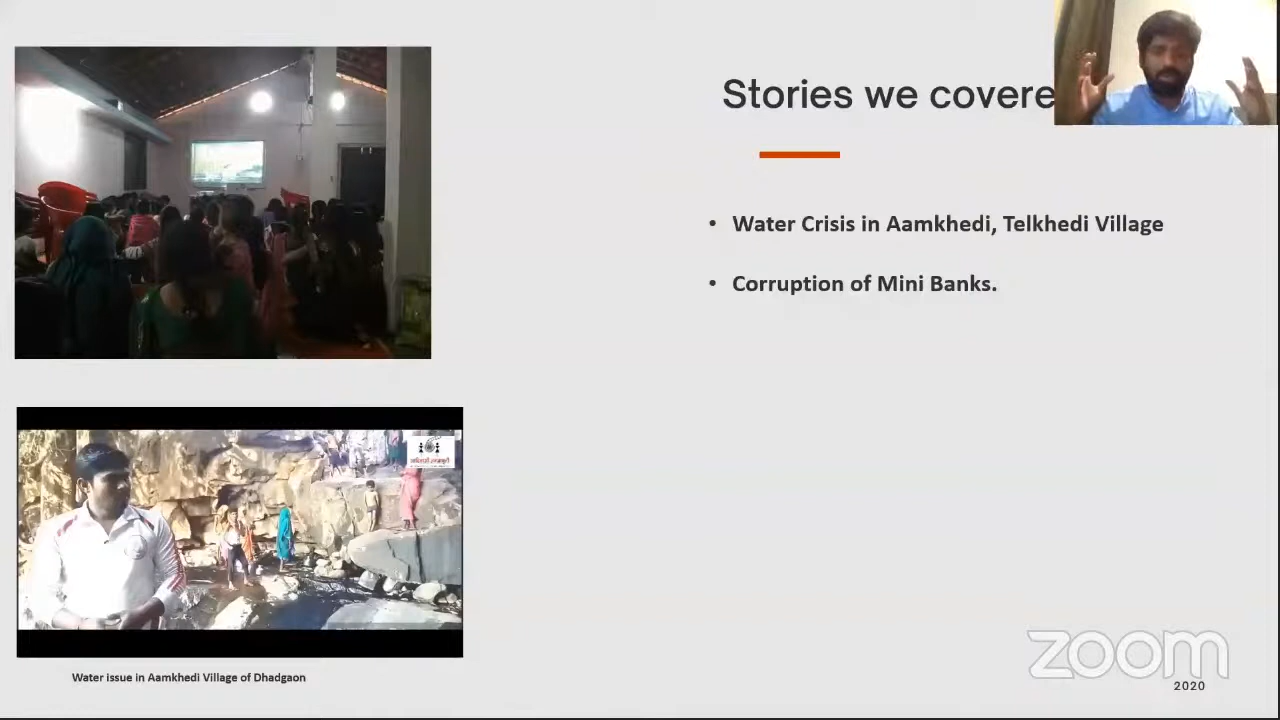 Stories we covere
• Water Crisis in Aamkhedi, Telkhedi Village
• Corruption of Mini Banks.
Water issue in Aamkhedi Village of Dhadgaon
zoom
2020